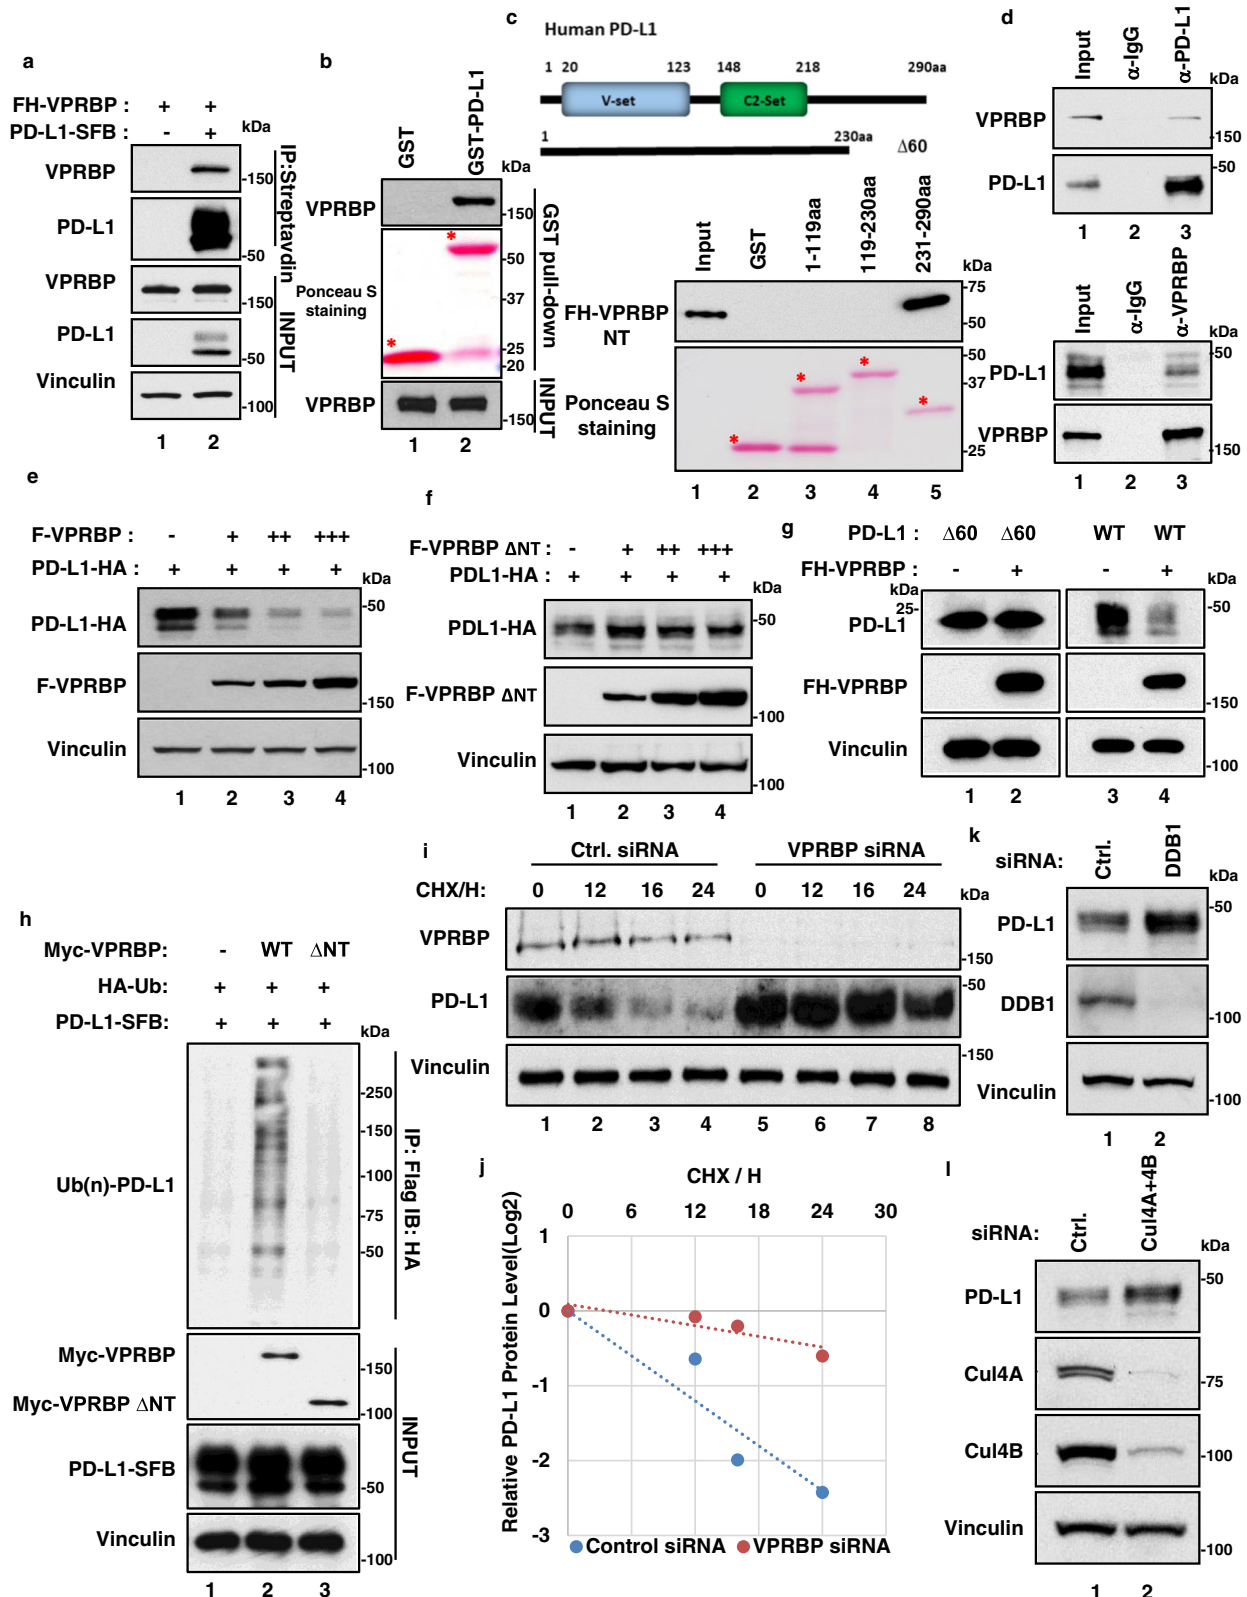 a
FH-VPRBP : + +
PD-L1-SFB : - + kDa
VPRBP -150
PD-L1 -50
IP:Streptavdin
VPRBP -150
PD-L1 -50
Vinculin -100
INPUT
1 2
b
GST GST-PD-L1
kDa
VPRBP -150
Ponceau S staining
* *
-50
-37
-25
-20
GST pull-down
VPRBP -150
INPUT
1 2
c
Human PD-L1
1 20 123 148 218 290aa
V-set C2-Set
1 230aa Δ60
Input GST 1-119aa 119-230aa 231-290aa
kDa
FH-VPRBP NT -75 -50
Ponceau S staining
* * * *
-37
-25
1 2 3 4 5
d
Input α-IgG α-PD-L1
kDa
VPRBP -150
PD-L1 -50
1 2 3
Input α-IgG α-VPRBP
kDa
PD-L1 -50
VPRBP -150
1 2 3
e
F-VPRBP : - + ++ +++
PD-L1-HA : + + + + kDa
PD-L1-HA -50
F-VPRBP -150
Vinculin -100
1 2 3 4
f
F-VPRBP ΔNT : - + ++ +++
PDL1-HA : + + + + kDa
PDL1-HA -50
F-VPRBP ΔNT -100
Vinculin -100
1 2 3 4
g
PD-L1 : Δ60 Δ60 WT WT
FH-VPRBP : - + - +
kDa kDa
PD-L1 25- -50
FH-VPRBP -150
Vinculin -100
1 2 3 4
h
Myc-VPRBP: - WT ΔNT
HA-Ub: + + +
PD-L1-SFB: + + + kDa
Ub(n)-PD-L1
-250
-150
-100
-75
-50
IP: Flag IB: HA
Myc-VPRBP -150
Myc-VPRBP ΔNT -100
PD-L1-SFB -50
Vinculin -100
INPUT
1 2 3
i
Ctrl. siRNA VPRBP siRNA
CHX/H: 0 12 16 24 0 12 16 24 kDa
VPRBP -150
PD-L1 -50
Vinculin -150
1 2 3 4 5 6 7 8
j
CHX / H
0 6 12 18 24 30
Relative PD-L1 Protein Level(Log2)
1
0
-1
-2
-3
Control siRNA VPRBP siRNA
k
siRNA: Ctrl. DDB1
kDa
PD-L1 -50
DDB1 -100
Vinculin -100
1 2
l
siRNA: Ctrl. Cul4A+4B
kDa
PD-L1 -50
Cul4A -75
Cul4B -100
Vinculin -100
1 2